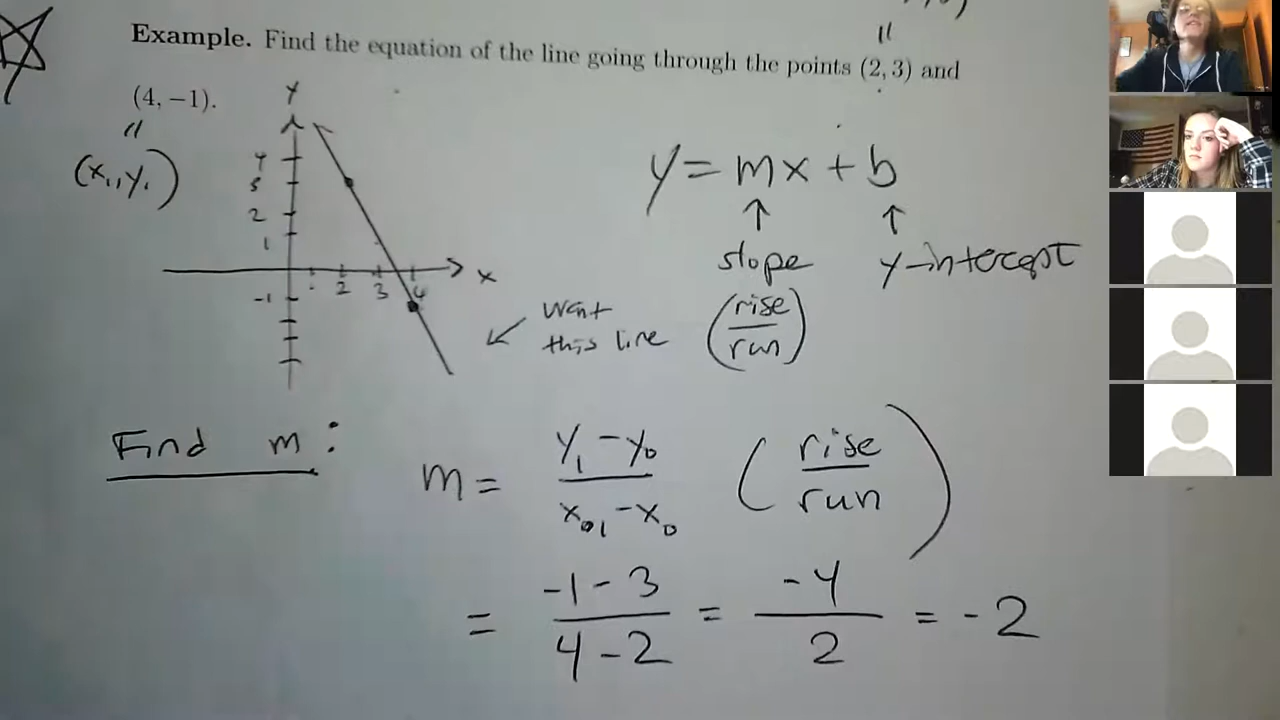 Example. Find the equation of the line going through the points (2, 3) and
(4, −1).
"
"
(x₁, y₁)
y
4
3
2
1
-1
2
3
4
x
y = mx + b
↑ ↑
slope y-intercept
(rise/run)
want
this line
Find m:
m = (y₁ - y₀)/(x₀₁ - x₀) (rise/run)
= (-1 - 3)/(4 - 2) = -4/2 = -2